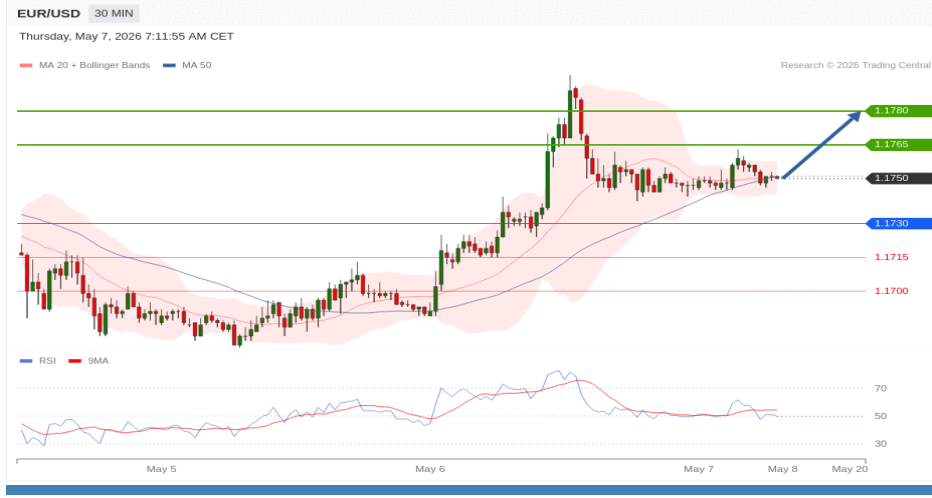 EUR/USD 30 MIN
Thursday, May 7, 2026 7:11:55 AM CET
MA 20 + Bollinger Bands MA 50 Research © 2026 Trading Central
1.1780
1.1765
1.1750
1.1730
1.1715
1.1700
RSI 9MA
70
50
30
May 5 May 6 May 7 May 8 May 20